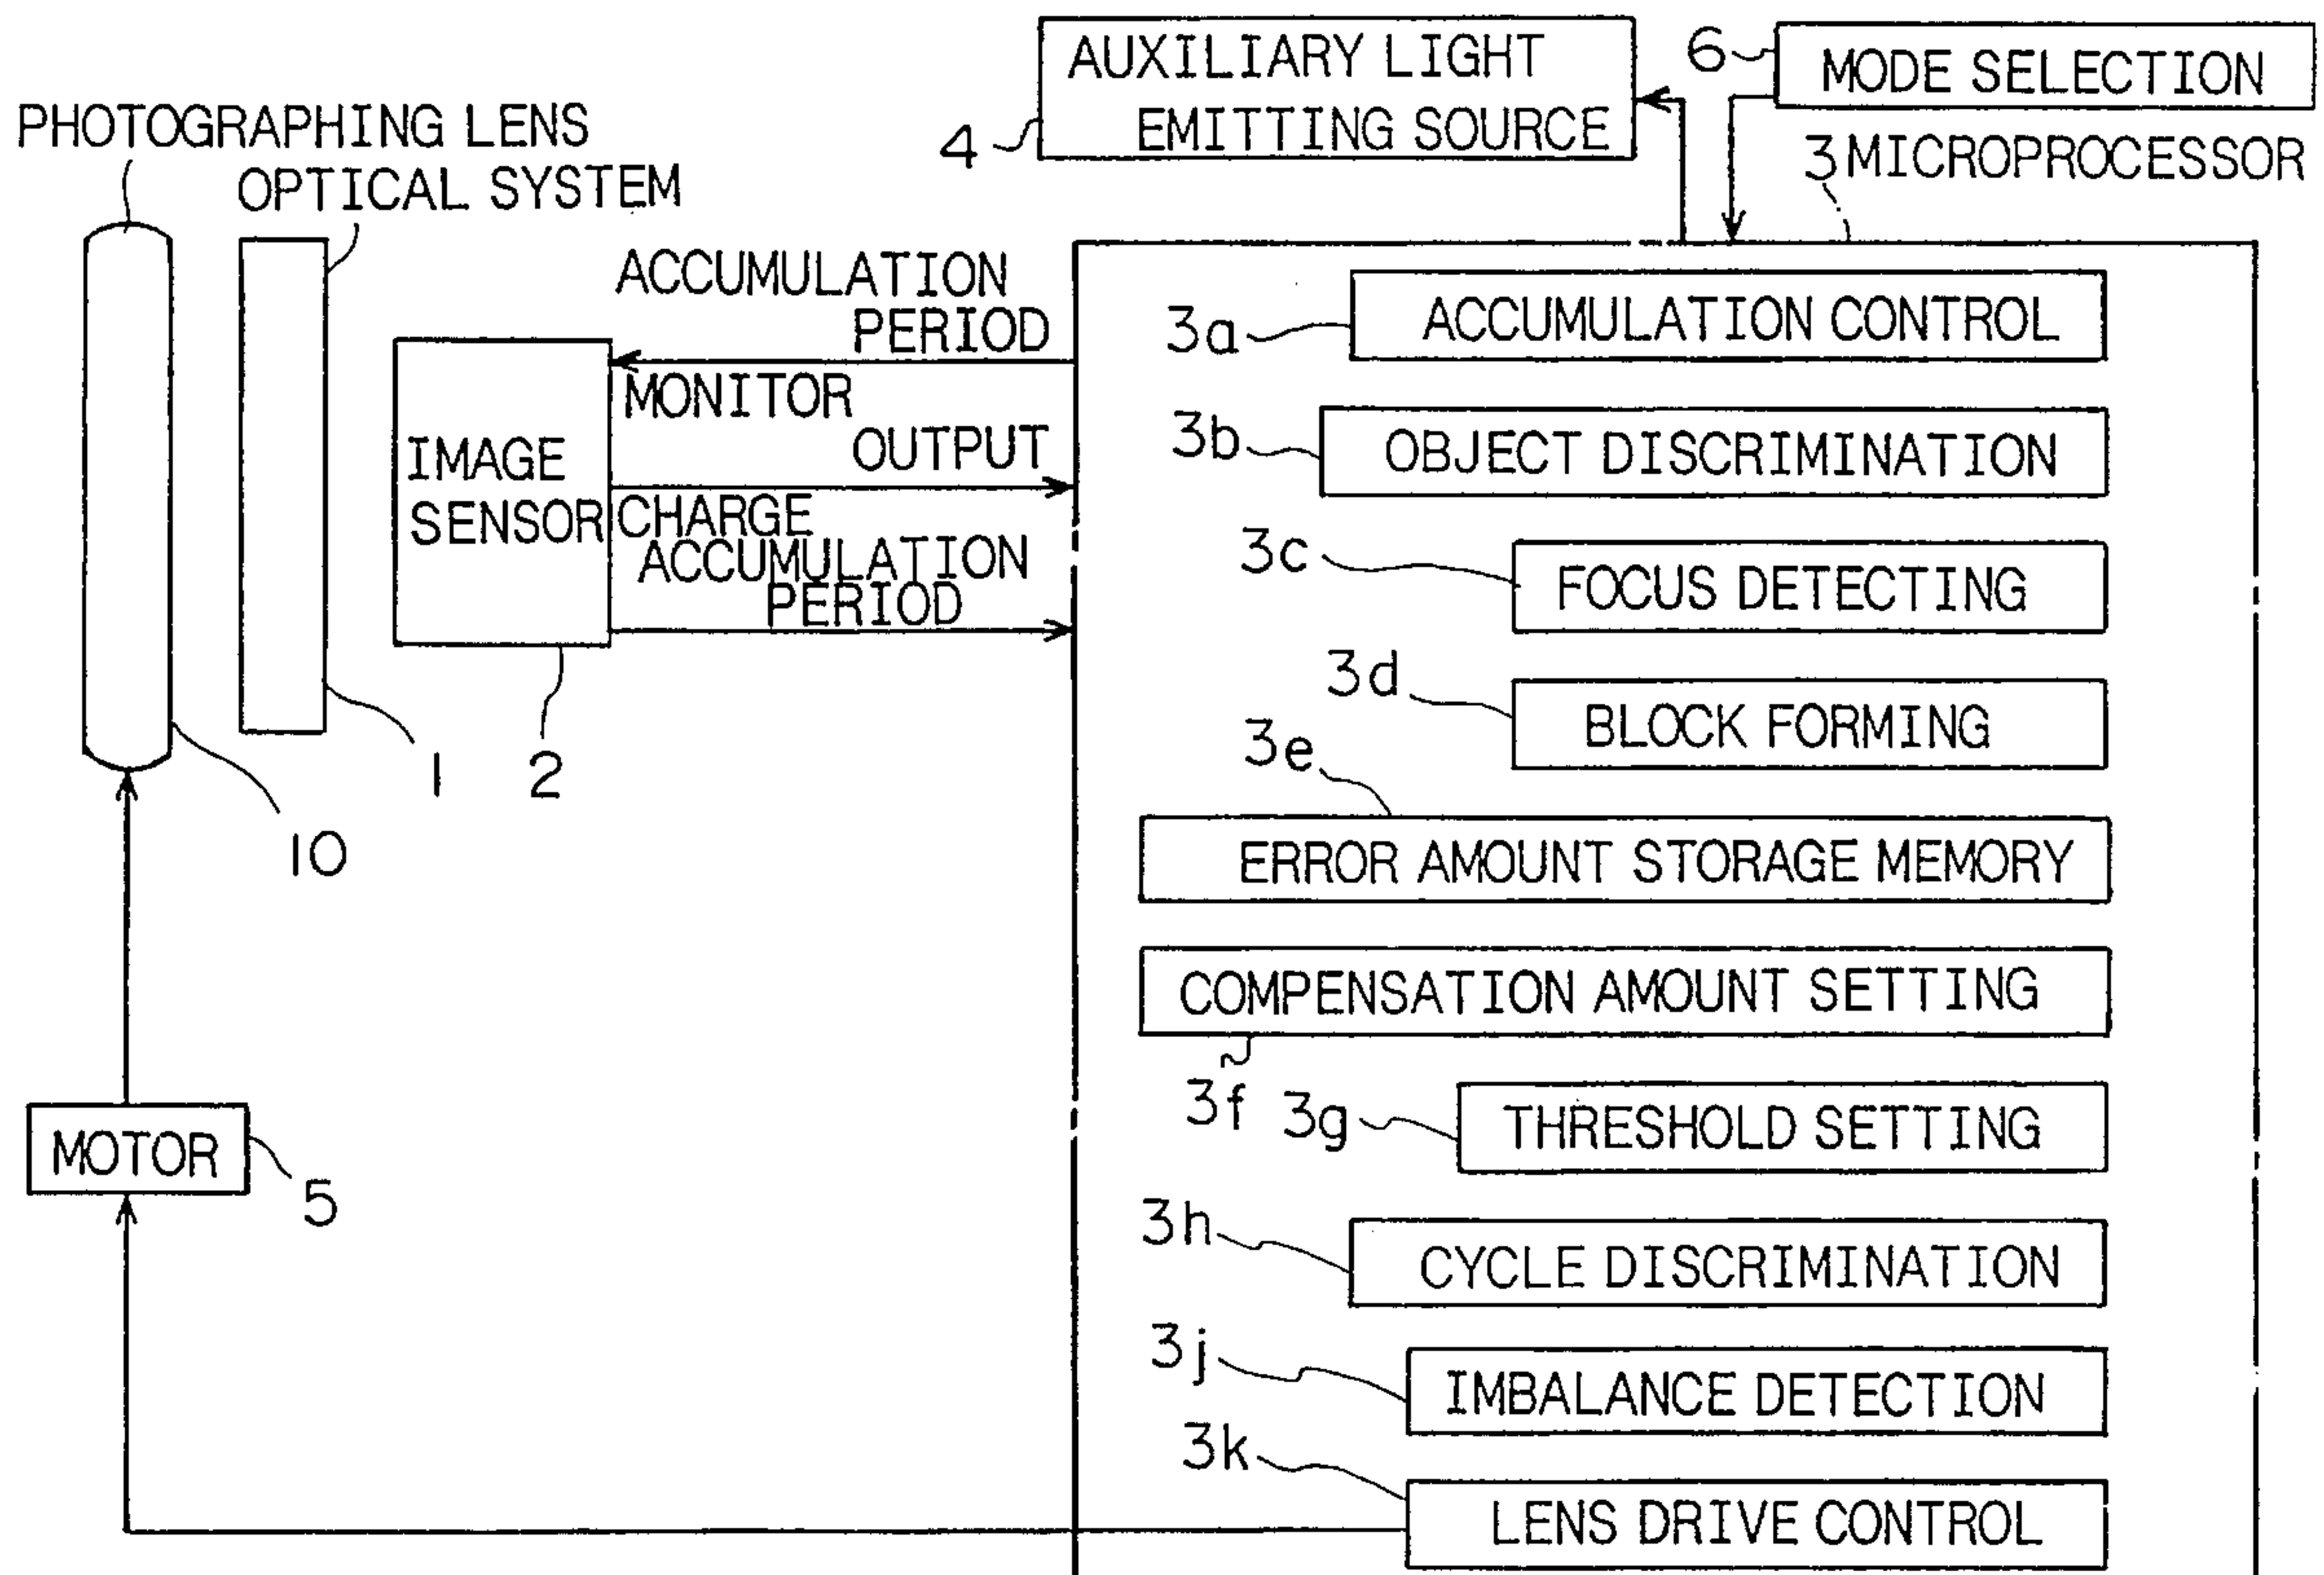 PHOTOGRAPHING LENS
OPTICAL SYSTEM
AUXILIARY LIGHT
EMITTING SOURCE
4
6
MODE SELECTION
3 MICROPROCESSOR
ACCUMULATION
PERIOD
MONITOR
OUTPUT
CHARGE
ACCUMULATION
PERIOD
IMAGE
SENSOR
10
1
2
MOTOR
5
3a
ACCUMULATION CONTROL
3b
OBJECT DISCRIMINATION
3c
FOCUS DETECTING
3d
BLOCK FORMING
3e
ERROR AMOUNT STORAGE MEMORY
COMPENSATION AMOUNT SETTING
3f
3g
THRESHOLD SETTING
3h
CYCLE DISCRIMINATION
3j
IMBALANCE DETECTION
3k
LENS DRIVE CONTROL